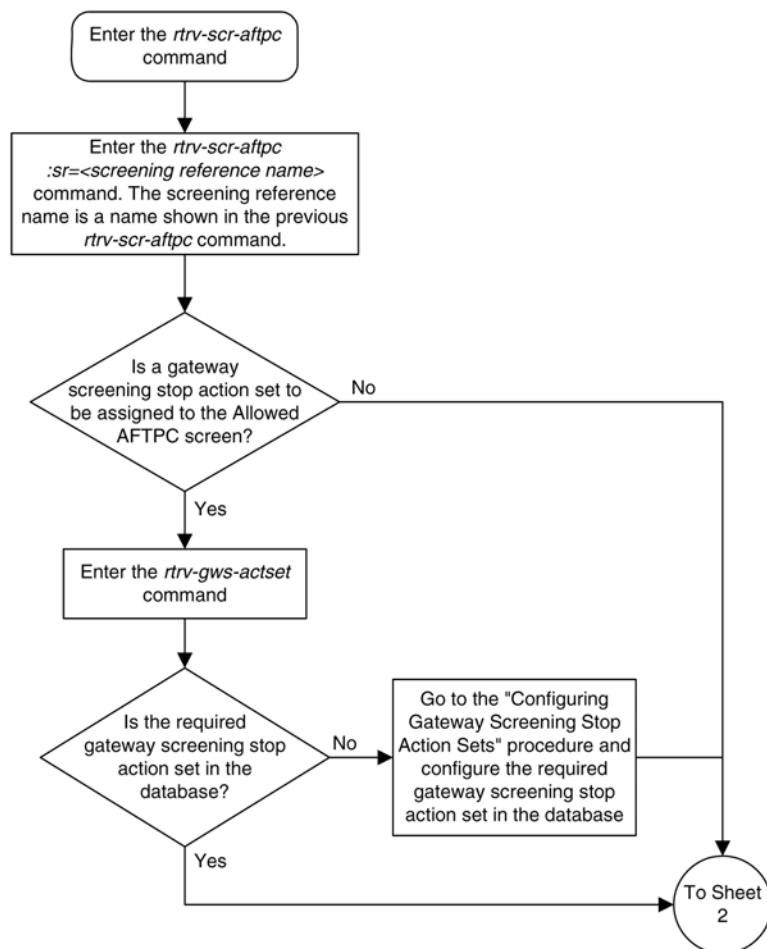 Enter the rtrv-scr-aftpc
command
Enter the rtrv-scr-aftpc
:sr=<screening reference name>
command. The screening reference
name is a name shown in the previous
rtrv-scr-aftpc command.
Is a gateway
screening stop action set to
be assigned to the Allowed
AFTPC screen?
No
Yes
Enter the rtrv-gws-actset
command
Is the required
gateway screening stop
action set in the
database?
No
Go to the "Configuring
Gateway Screening Stop
Action Sets" procedure and
configure the required
gateway screening stop
action set in the database
Yes
To Sheet
2